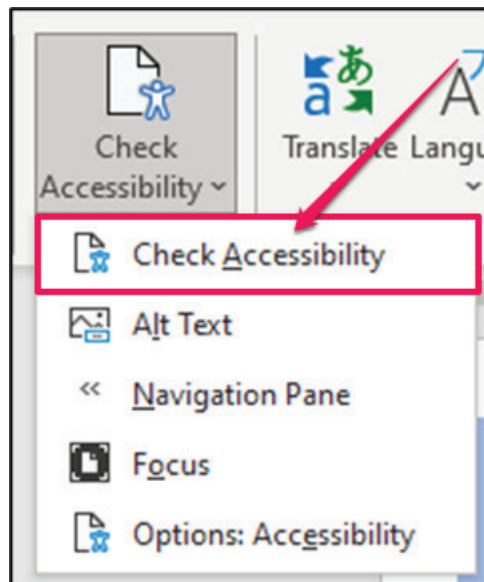 Check
Accessibility
Translate
Check Accessibility
Alt Text
Navigation Pane
Focus
Options: Accessibility